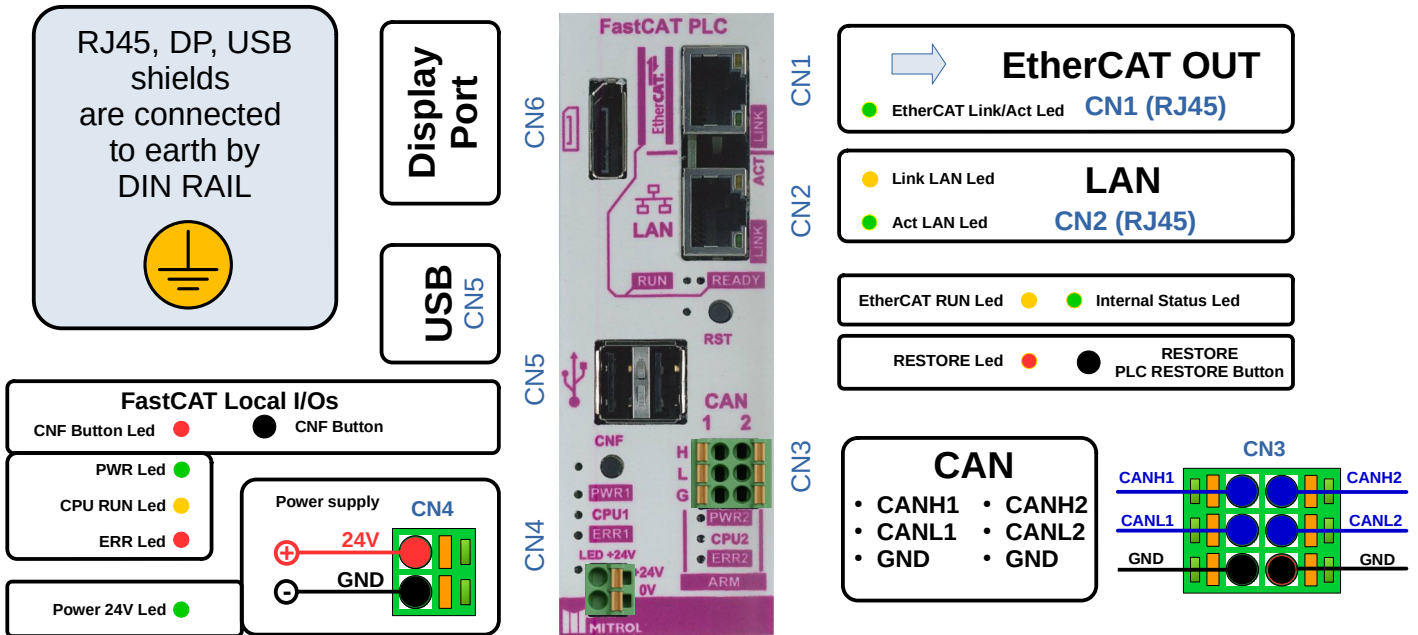 RJ45, DP, USB
shields
are connected
to earth by
DIN RAIL
Display
Port
CN6
USB
CN5
CN5
FastCAT Local I/Os
CNF Button Led
CNF Button
PWR Led
CPU RUN Led
ERR Led
Power 24V Led
Power supply
CN4
24V
GND
+
-
CN4
FastCAT PLC
EtherCAT
LINK
ACT
LAN
LINK
RUN
READY
RST
CAN
1 2
CNF
H
L
G
PWR1
CPU1
ERR1
PWR2
CPU2
ERR2
LED +24V
+24V
0V
ARM
MITROL
CN1
CN2
CN3
EtherCAT OUT
EtherCAT Link/Act Led
CN1 (RJ45)
Link LAN Led
LAN
Act LAN Led
CN2 (RJ45)
EtherCAT RUN Led
Internal Status Led
RESTORE Led
RESTORE
PLC RESTORE Button
CAN
• CANH1 • CANH2
• CANL1 • CANL2
• GND • GND
CN3
CANH1
CANH2
CANL1
CANL2
GND
GND